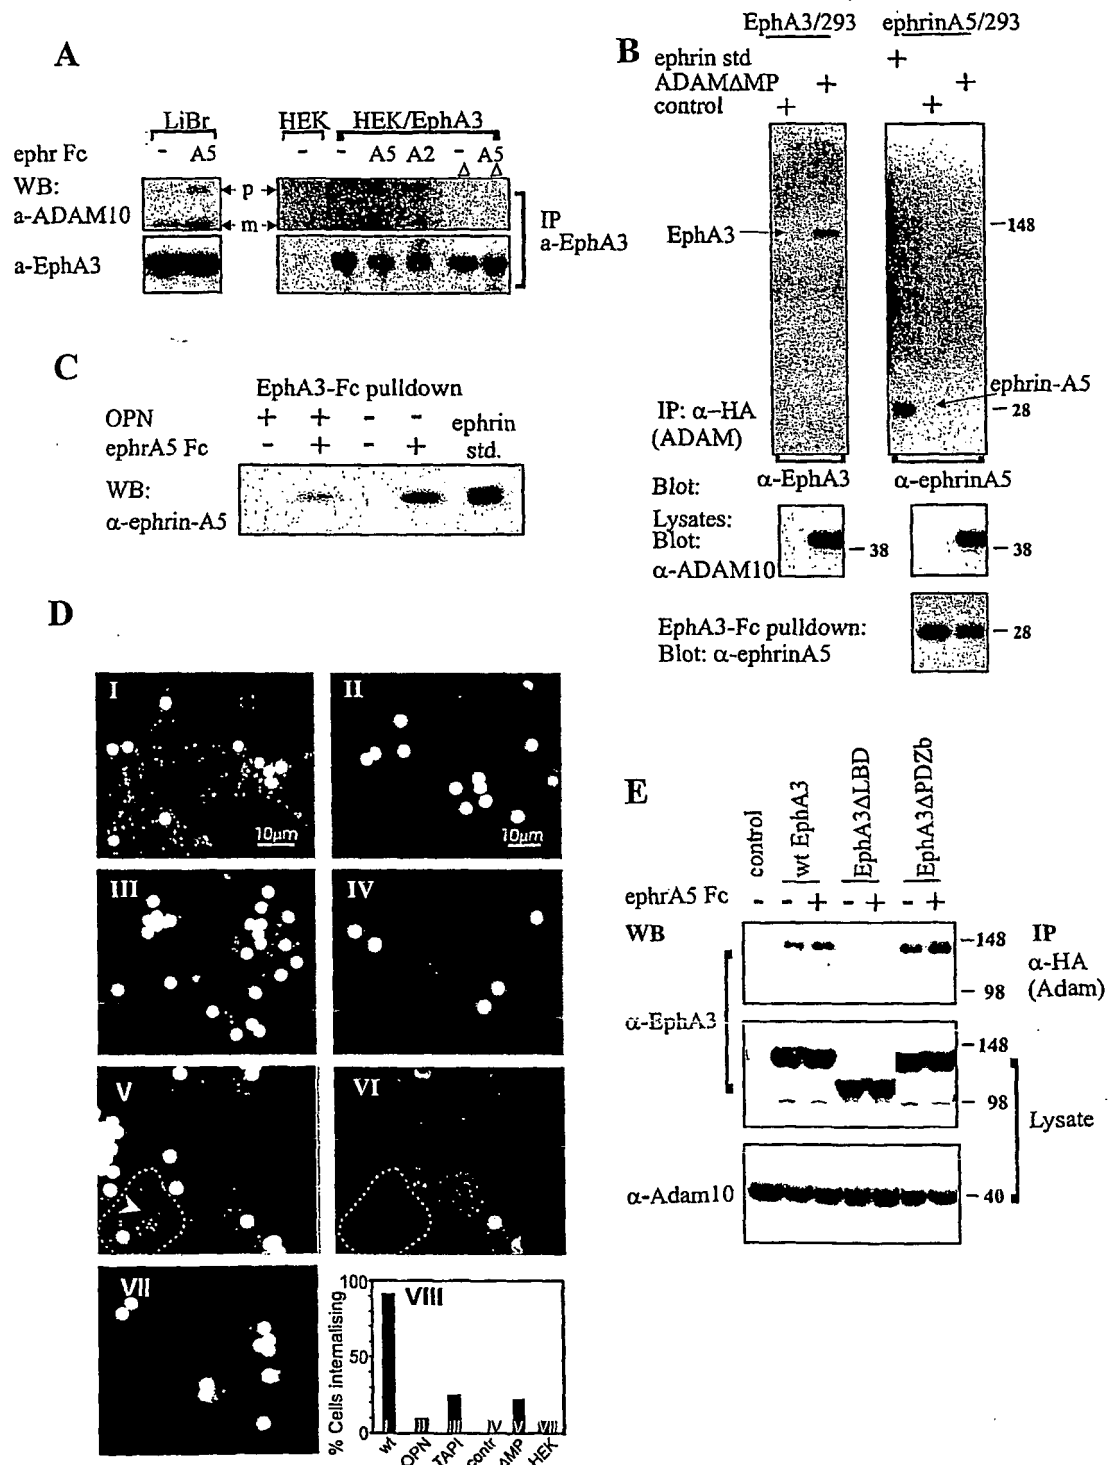 A
LiBr HEK HEK/EphA3
ephr Fc - A5 - - A5 A2 - A5
Δ Δ
WB: p
a-ADAM10 m
a-EphA3
IP
a-EphA3
B
EphA3/293 ephrinA5/293
ephrin std +
ADAMΔMP + +
control + +
EphA3
148
ephrin-A5
28
IP: α-HA
(ADAM)
Blot: α-EphA3 α-ephrinA5
Lysates:
Blot:
α-ADAM10
38 38
EphA3-Fc pulldown:
Blot: α-ephrinA5
28
C
EphA3-Fc pulldown
OPN + + - - ephrin
ephrA5 Fc - + - + std.
WB:
α-ephrin-A5
D
I II
10µm 10µm
III IV
V VI
VII VIII
% Cells internalising
100
50
0
I II III IV V VII
wt OPN TAPI contr ΔMP HEK
E
control wt EphA3 EphA3ΔLBD EphA3ΔPDZb
ephrA5 Fc - - + - + - +
WB IP
148
α-HA
(Adam)
98
α-EphA3
148
98
Lysate
α-Adam10 40